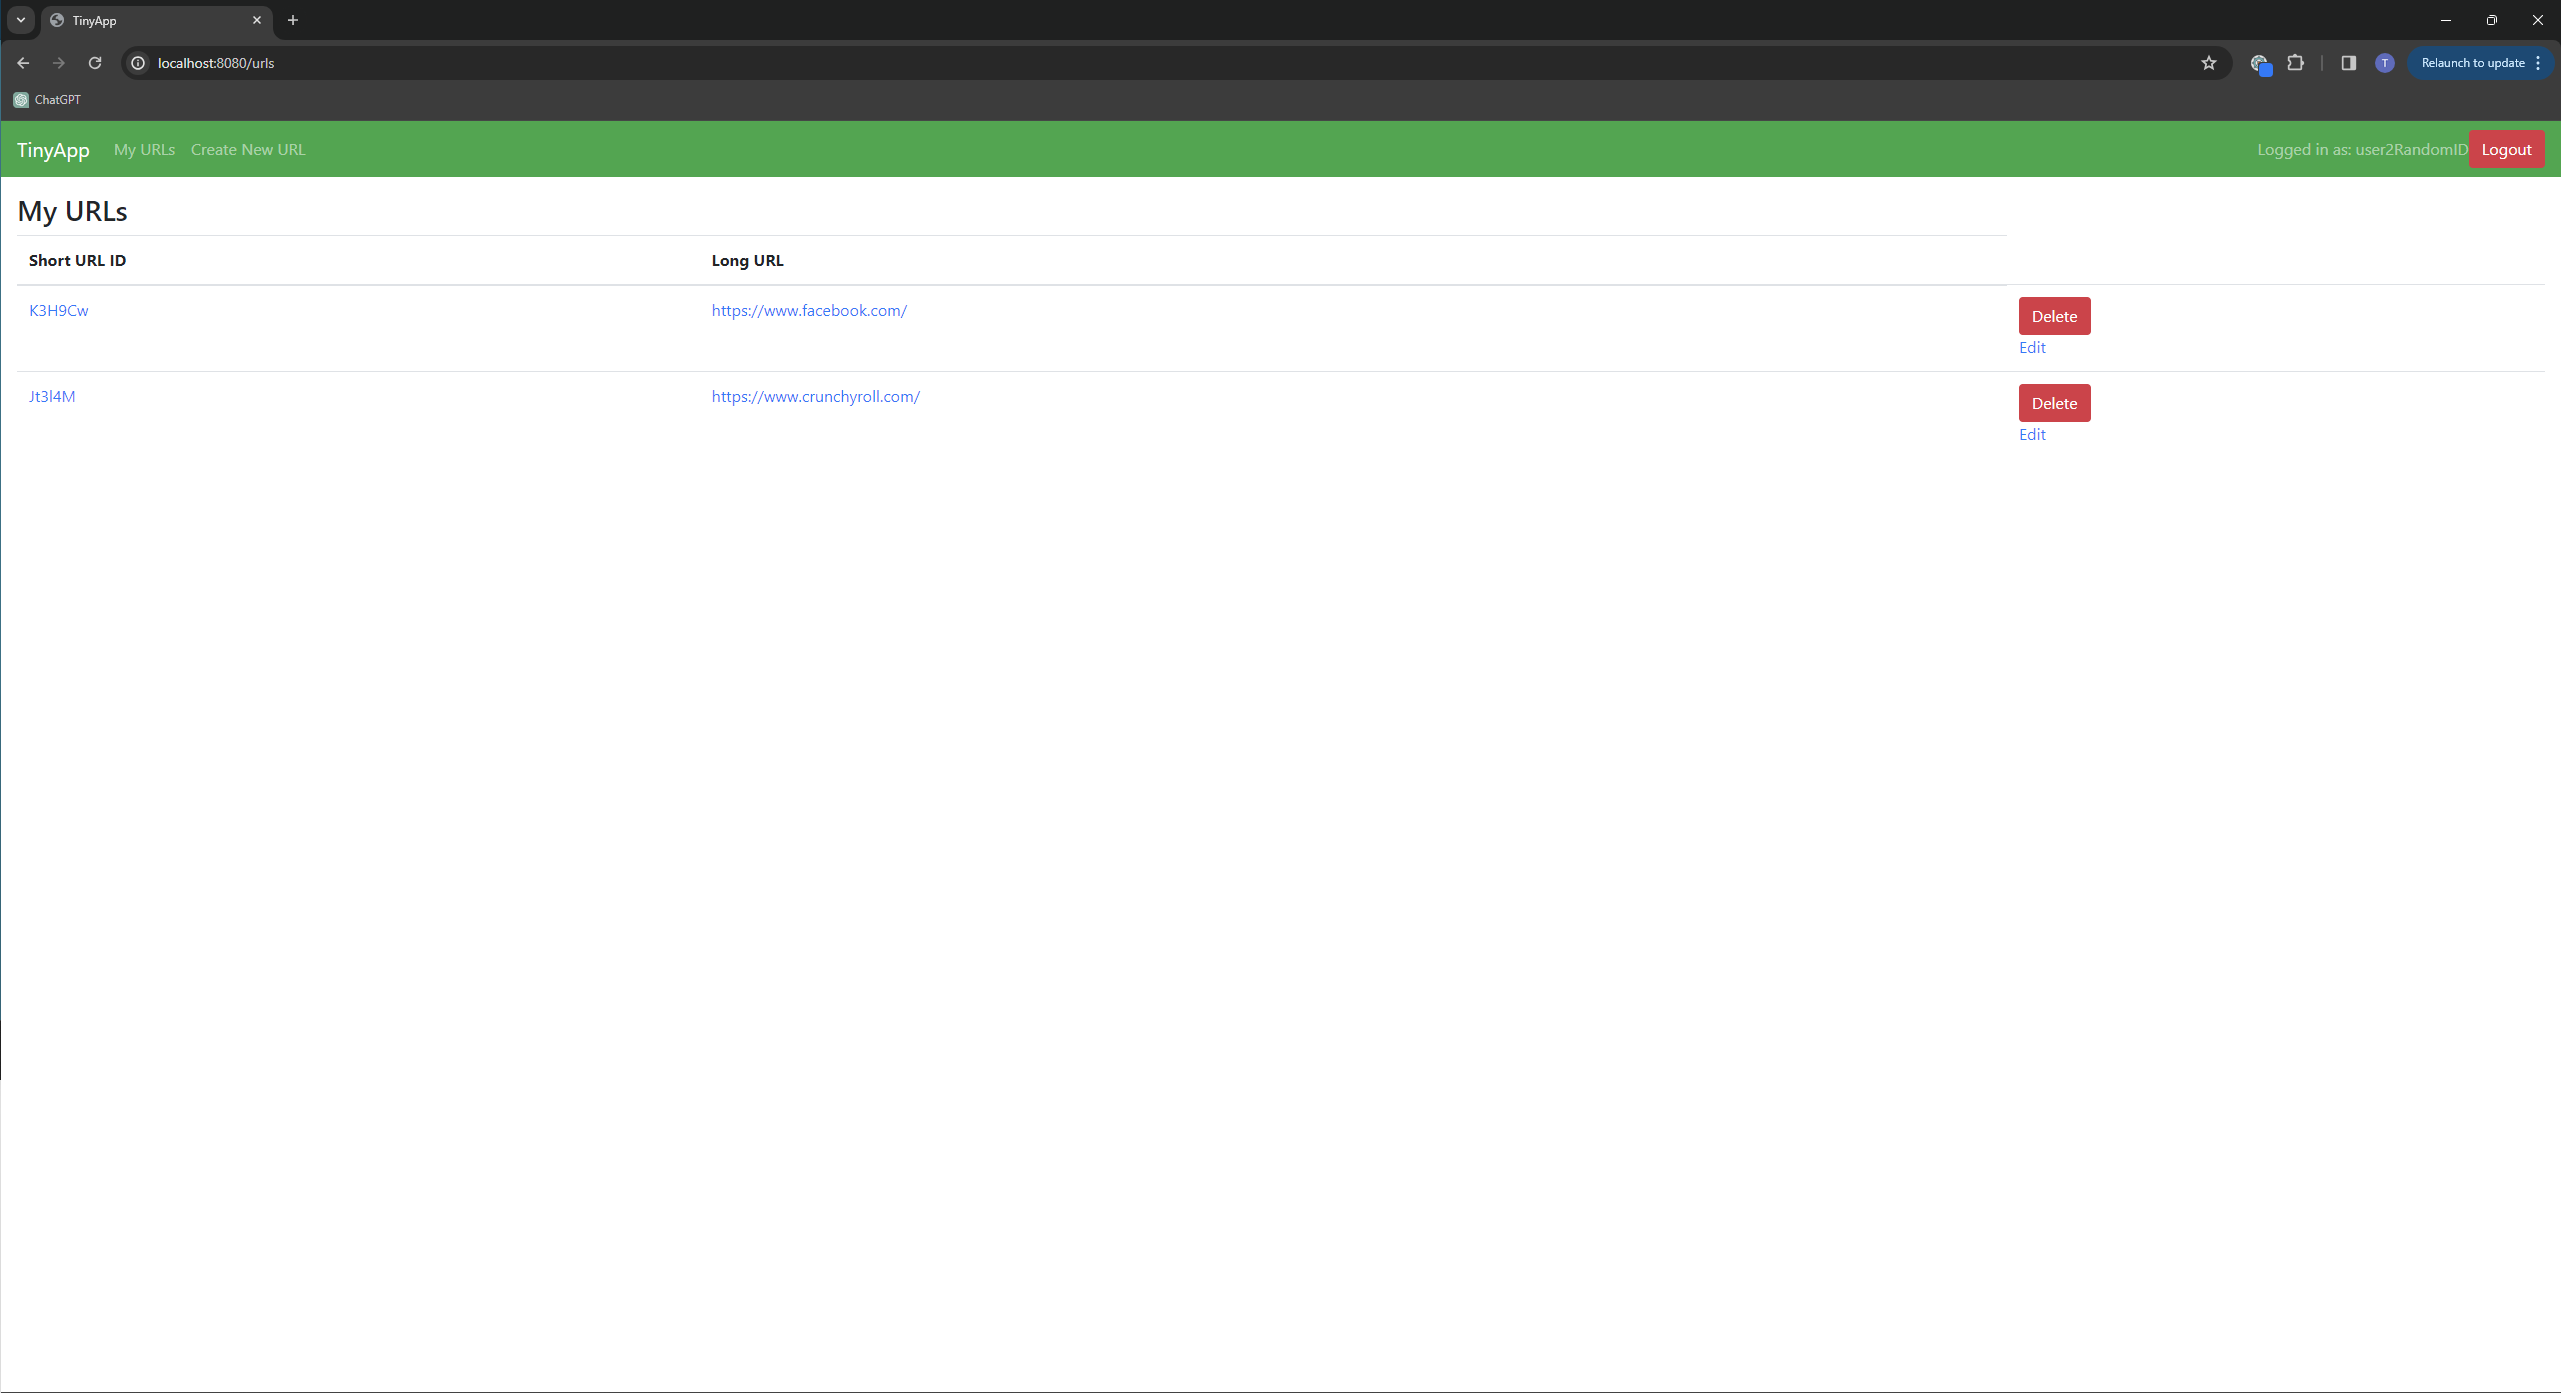 TinyApp
localhost:8080/urls
T
Relaunch to update
ChatGPT
TinyApp My URLs Create New URL Logged in as: user2RandomID Logout
My URLs
Short URL ID Long URL
K3H9Cw https://www.facebook.com/ Delete
Edit
Jt3l4M https://www.crunchyroll.com/ Delete
Edit